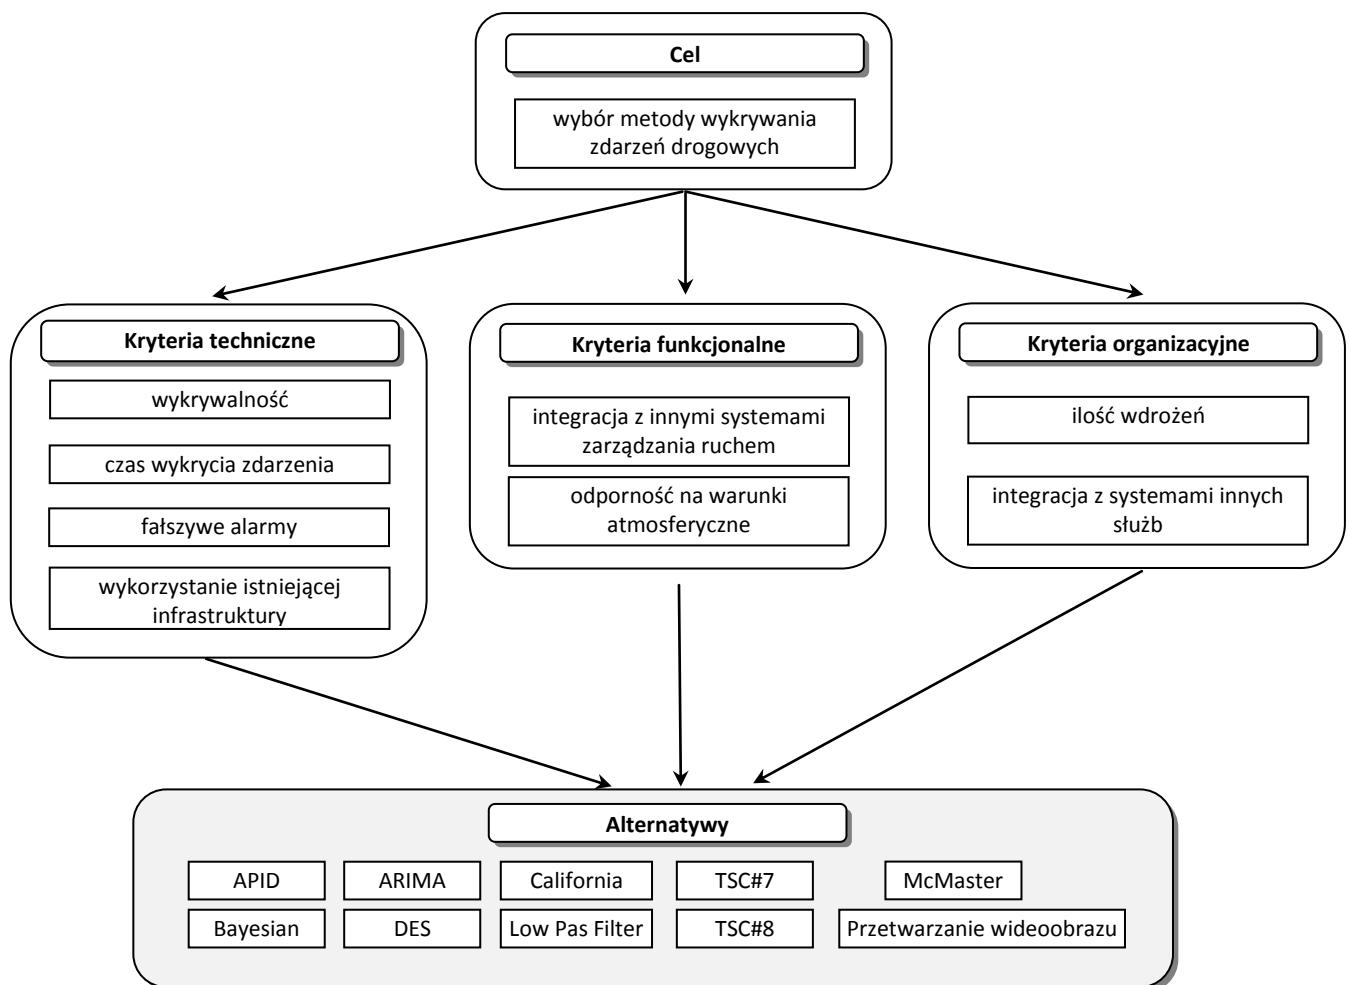 Cel
wybór metody wykrywania
zdarzeń drogowych
Kryteria techniczne
wykrywalność
czas wykrycia zdarzenia
fałszywe alarmy
wykorzystanie istniejącej
infrastruktury
Kryteria funkcjonalne
integracja z innymi systemami
zarządzania ruchem
odporność na warunki
atmosferyczne
Kryteria organizacyjne
ilość wdrożeń
integracja z systemami innych
służb
Alternatywy
APID
ARIMA
California
TSC#7
McMaster
Bayesian
DES
Low Pas Filter
TSC#8
Przetwarzanie wideoobrazu